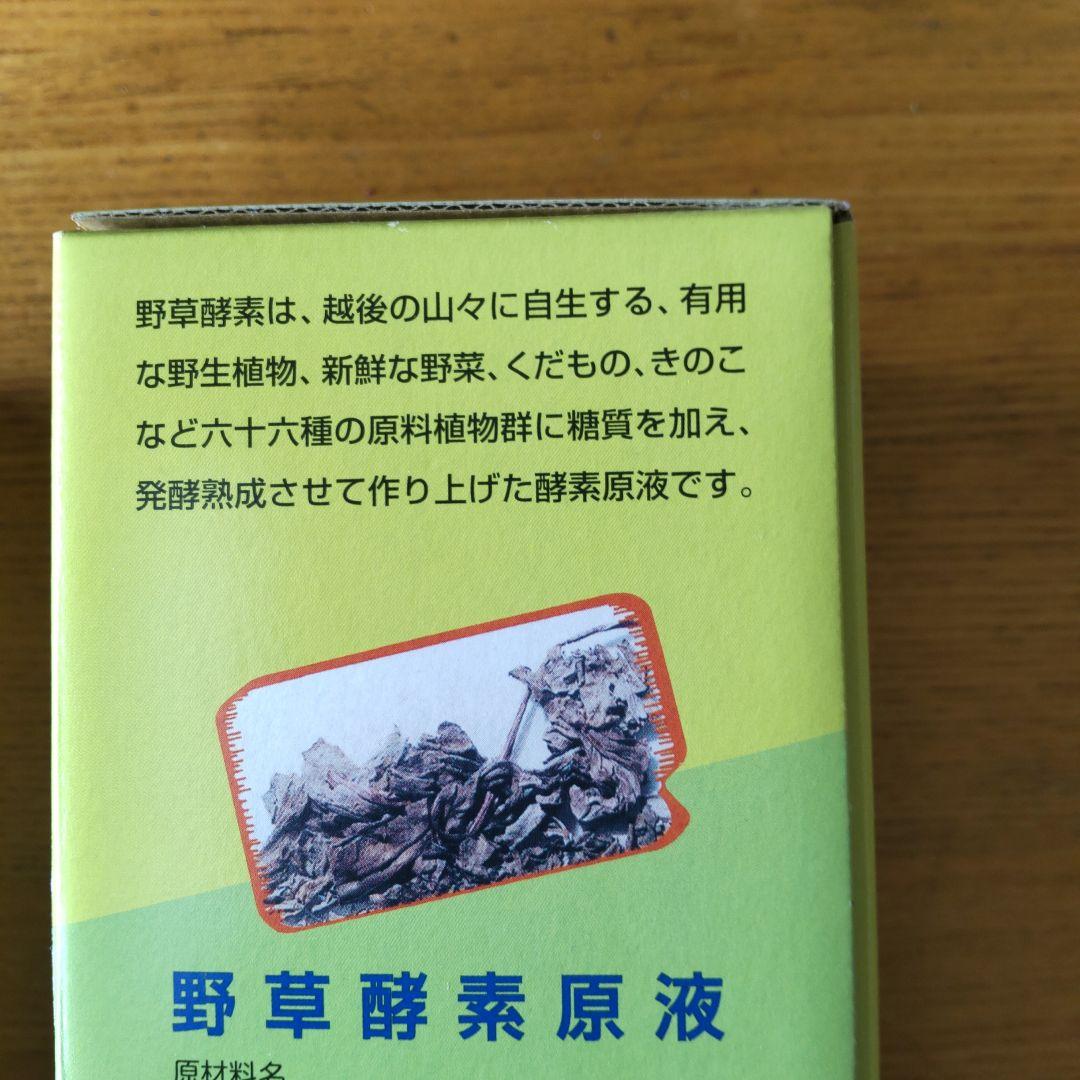 野草酵素は、越後の山々に自生する、有用
な野生植物、新鮮な野菜、くだもの、きのこ
など六十六種の原料植物群に糖質を加え、
発酵熟成させて作り上げた酵素原液です。
野草酵素原液
原材料名